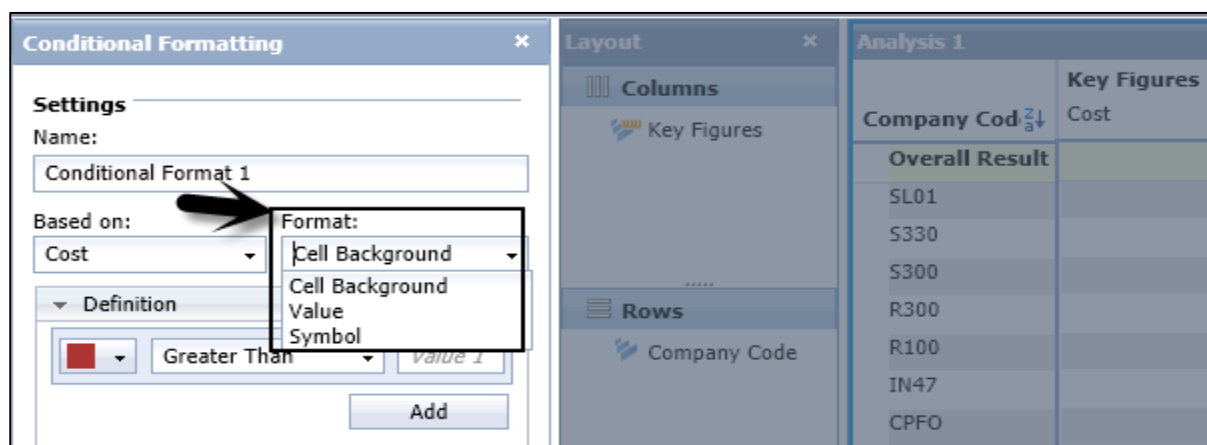 Conditional Formatting
Settings
Name:
Conditional Format 1
Based on:
Format:
Cost
Cell Background
Cell Background
Value
Symbol
Definition
Greater Than
Value 1
Add
Layout
Columns
Key Figures
Rows
Company Code
Analysis 1
Key Figures
Company Cod
Cost
Overall Result
SL01
S330
S300
R300
R100
IN47
CPFO